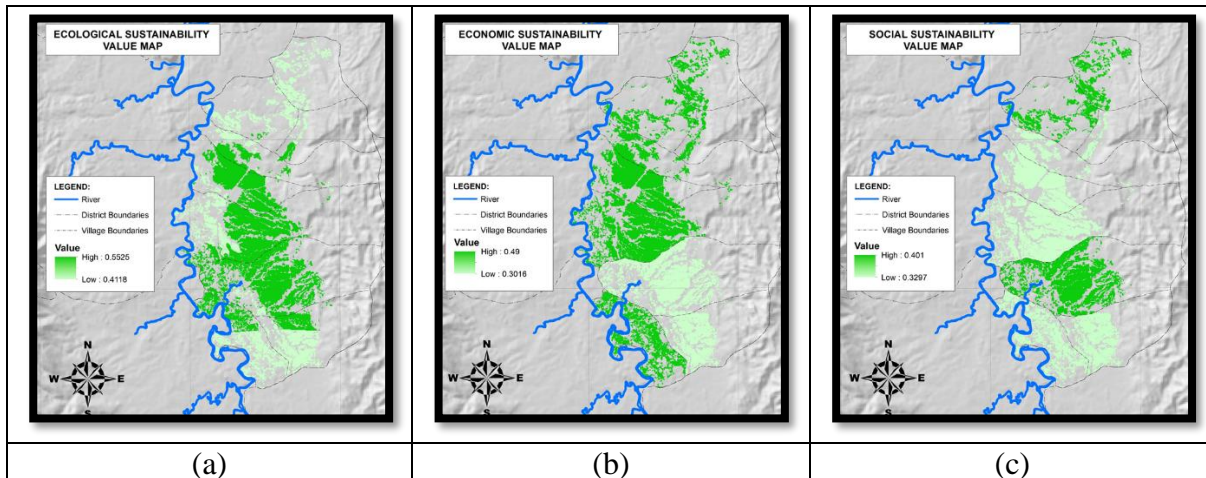 ECOLOGICAL SUSTAINABILITY
VALUE MAP
LEGEND:
River
District Boundaries
Village Boundaries
Value
High : 0.5525
Low : 0.4118
N
W
E
S
(a)
ECONOMIC SUSTAINABILITY
VALUE MAP
LEGEND:
River
District Boundaries
Village Boundaries
Value
High : 0.49
Low : 0.3016
N
W
E
S
(b)
SOCIAL SUSTAINABILITY
VALUE MAP
LEGEND:
River
District Boundaries
Village Boundaries
Value
High : 0.401
Low : 0.3297
N
W
E
S
(c)